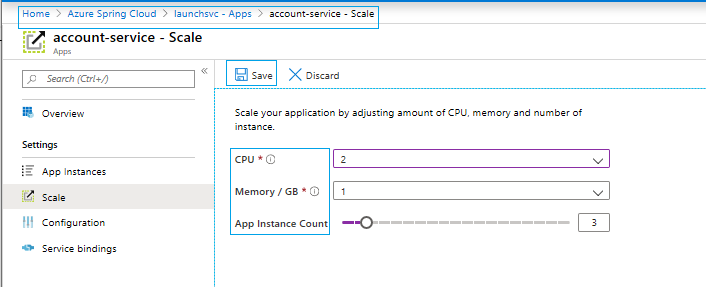 Home > Azure Spring Cloud > launchsvc - Apps > account-service - Scale
account-service - Scale
Apps
Search (Ctrl+/)
«
Save
Discard
Overview
Settings
App Instances
Scale
Configuration
Service bindings
Scale your application by adjusting amount of CPU, memory and number of
instance.
CPU *
2
Memory / GB *
1
App Instance Count
3